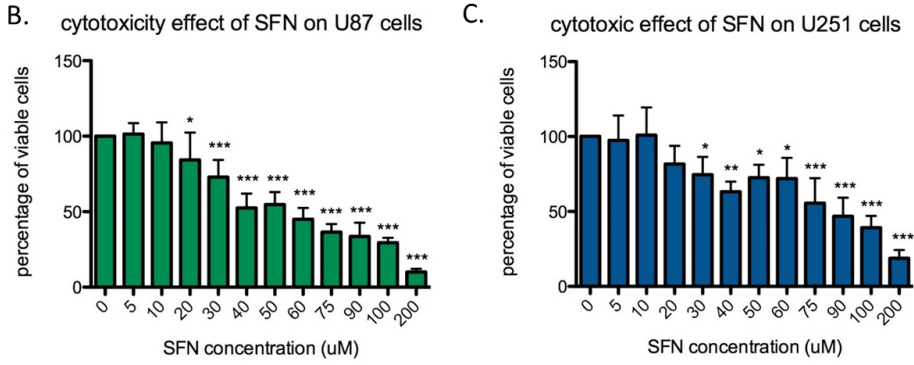 B.
cytotoxicity effect of SFN on U87 cells
percentage of viable cells
150
100
50
0
*
***
***
***
***
***
***
***
***
0 5 10 20 30 40 50 60 75 90 100 200
SFN concentration (uM)
C.
cytotoxic effect of SFN on U251 cells
percentage of viable cells
150
100
50
0
*
**
*
*
***
***
***
***
0 5 10 20 30 40 50 60 75 90 100 200
SFN concentration (uM)